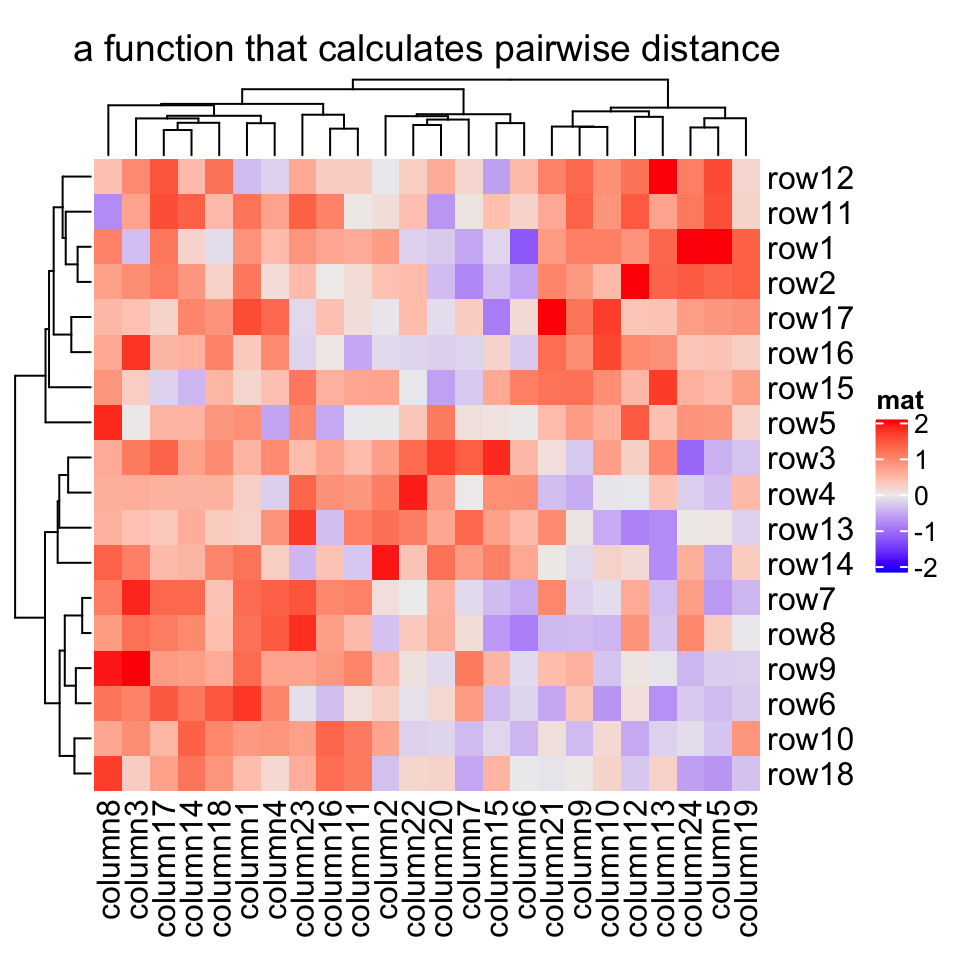 a function that calculates pairwise distance
row12
row11
row1
row2
row17
row16
row15
row5
row3
row4
row13
row14
row7
row8
row9
row6
row10
row18
mat
2
1
0
-1
-2
column8
column3
column17
column14
column18
column1
column4
column23
column16
column11
column2
column22
column20
column7
column15
column6
column21
column9
column10
column12
column13
column24
column5
column19